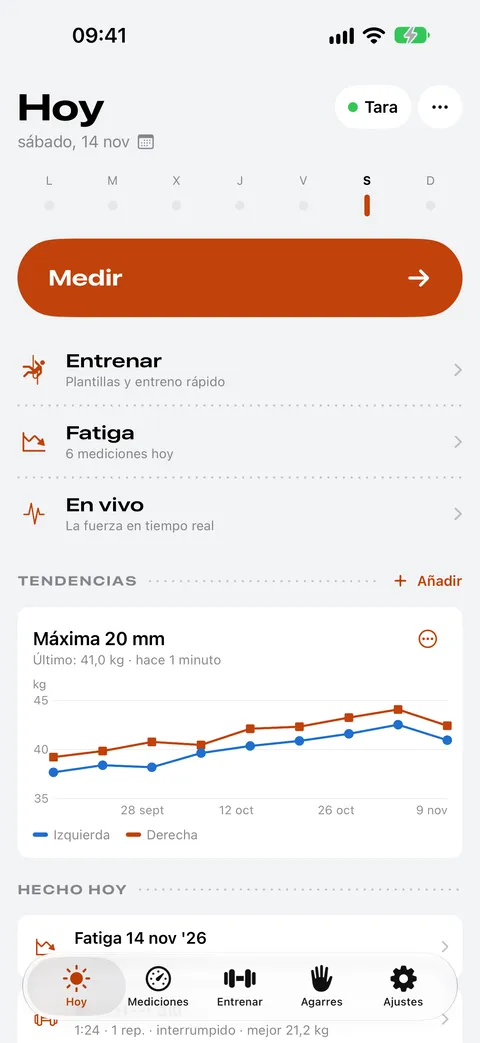 09:41
Hoy
Tara
sábado, 14 nov
L M X J V S D
Medir
Entrenar
Plantillas y entreno rápido
Fatiga
6 mediciones hoy
En vivo
La fuerza en tiempo real
TENDENCIAS
+ Añadir
Máxima 20 mm
Último: 41,0 kg · hace 1 minuto
kg
45
40
35
28 sept 12 oct 26 oct 9 nov
Izquierda Derecha
HECHO HOY
Fatiga 14 nov '26
Hoy Mediciones Entrenar Agarres Ajustes
1:24 · 1 rep. · interrumpido · mejor 21,2 kg